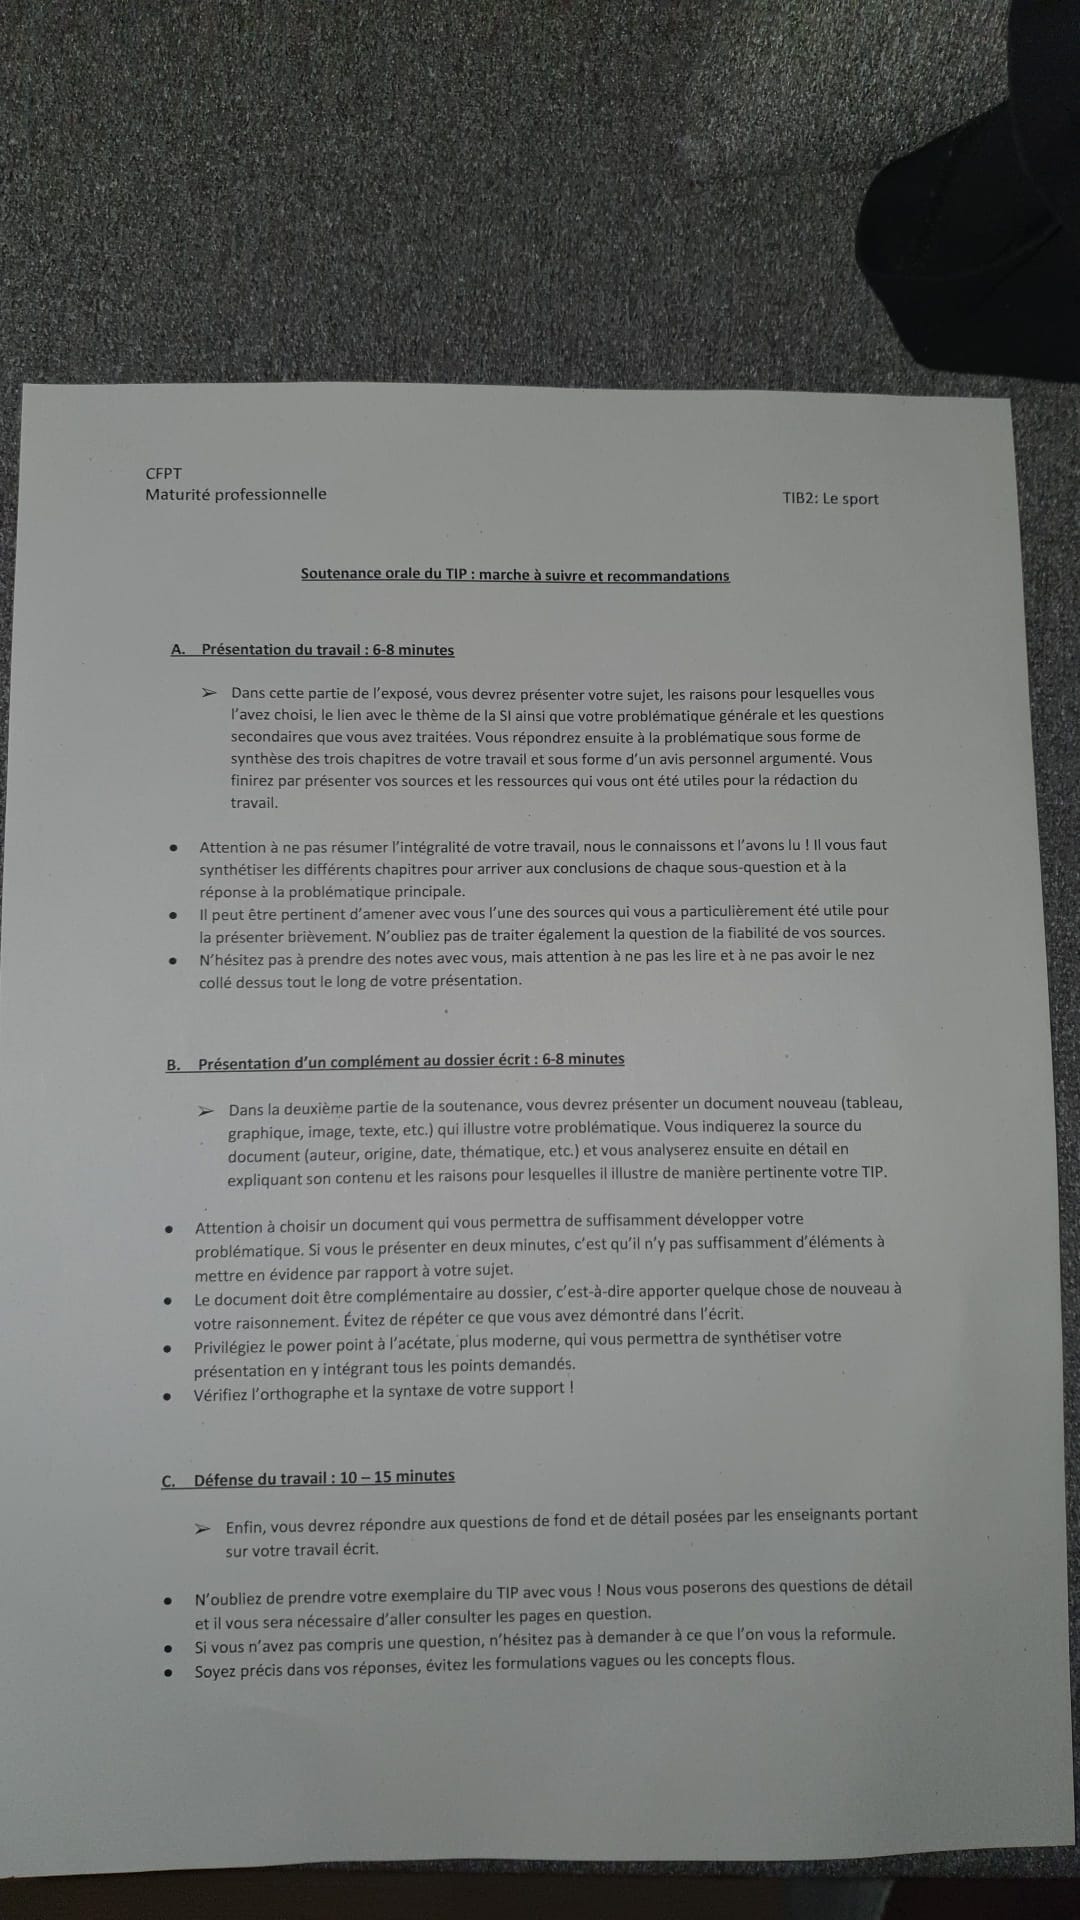 CFPT
Maturité professionnelle
TIB2: Le sport
Soutenance orale du TIP : marche à suivre et recommandations
A. Présentation du travail : 6-8 minutes
➢ Dans cette partie de l'exposé, vous devrez présenter votre sujet, les raisons pour lesquelles vous
l'avez choisi, le lien avec le thème de la SI ainsi que votre problématique générale et les questions
secondaires que vous avez traitées. Vous répondrez ensuite à la problématique sous forme de
synthèse des trois chapitres de votre travail et sous forme d'un avis personnel argumenté. Vous
finirez par présenter vos sources et les ressources qui vous ont été utiles pour la rédaction du
travail.
• Attention à ne pas résumer l'intégralité de votre travail, nous le connaissons et l'avons lu ! Il vous faut
synthétiser les différents chapitres pour arriver aux conclusions de chaque sous-question et à la
réponse à la problématique principale.
• Il peut être pertinent d'amener avec vous l'une des sources qui vous a particulièrement été utile pour
la présenter brièvement. N'oubliez pas de traiter également la question de la fiabilité de vos sources.
• N'hésitez pas à prendre des notes avec vous, mais attention à ne pas les lire et à ne pas avoir le nez
collé dessus tout le long de votre présentation.
B. Présentation d'un complément au dossier écrit : 6-8 minutes
➢ Dans la deuxième partie de la soutenance, vous devrez présenter un document nouveau (tableau,
graphique, image, texte, etc.) qui illustre votre problématique. Vous indiquerez la source du
document (auteur, origine, date, thématique, etc.) et vous analyserez ensuite en détail en
expliquant son contenu et les raisons pour lesquelles il illustre de manière pertinente votre TIP.
• Attention à choisir un document qui vous permettra de suffisamment développer votre
problématique. Si vous le présenter en deux minutes, c'est qu'il n'y pas suffisamment d'éléments à
mettre en évidence par rapport à votre sujet.
• Le document doit être complémentaire au dossier, c'est-à-dire apporter quelque chose de nouveau à
votre raisonnement. Évitez de répéter ce que vous avez démontré dans l'écrit.
• Privilégiez le power point à l'acétate, plus moderne, qui vous permettra de synthétiser votre
présentation en y intégrant tous les points demandés.
• Vérifiez l'orthographe et la syntaxe de votre support !
C. Défense du travail : 10 – 15 minutes
➢ Enfin, vous devrez répondre aux questions de fond et de détail posées par les enseignants portant
sur votre travail écrit.
• N'oubliez de prendre votre exemplaire du TIP avec vous ! Nous vous poserons des questions de détail
et il vous sera nécessaire d'aller consulter les pages en question.
• Si vous n'avez pas compris une question, n'hésitez pas à demander à ce que l'on vous la reformule.
• Soyez précis dans vos réponses, évitez les formulations vagues ou les concepts flous.